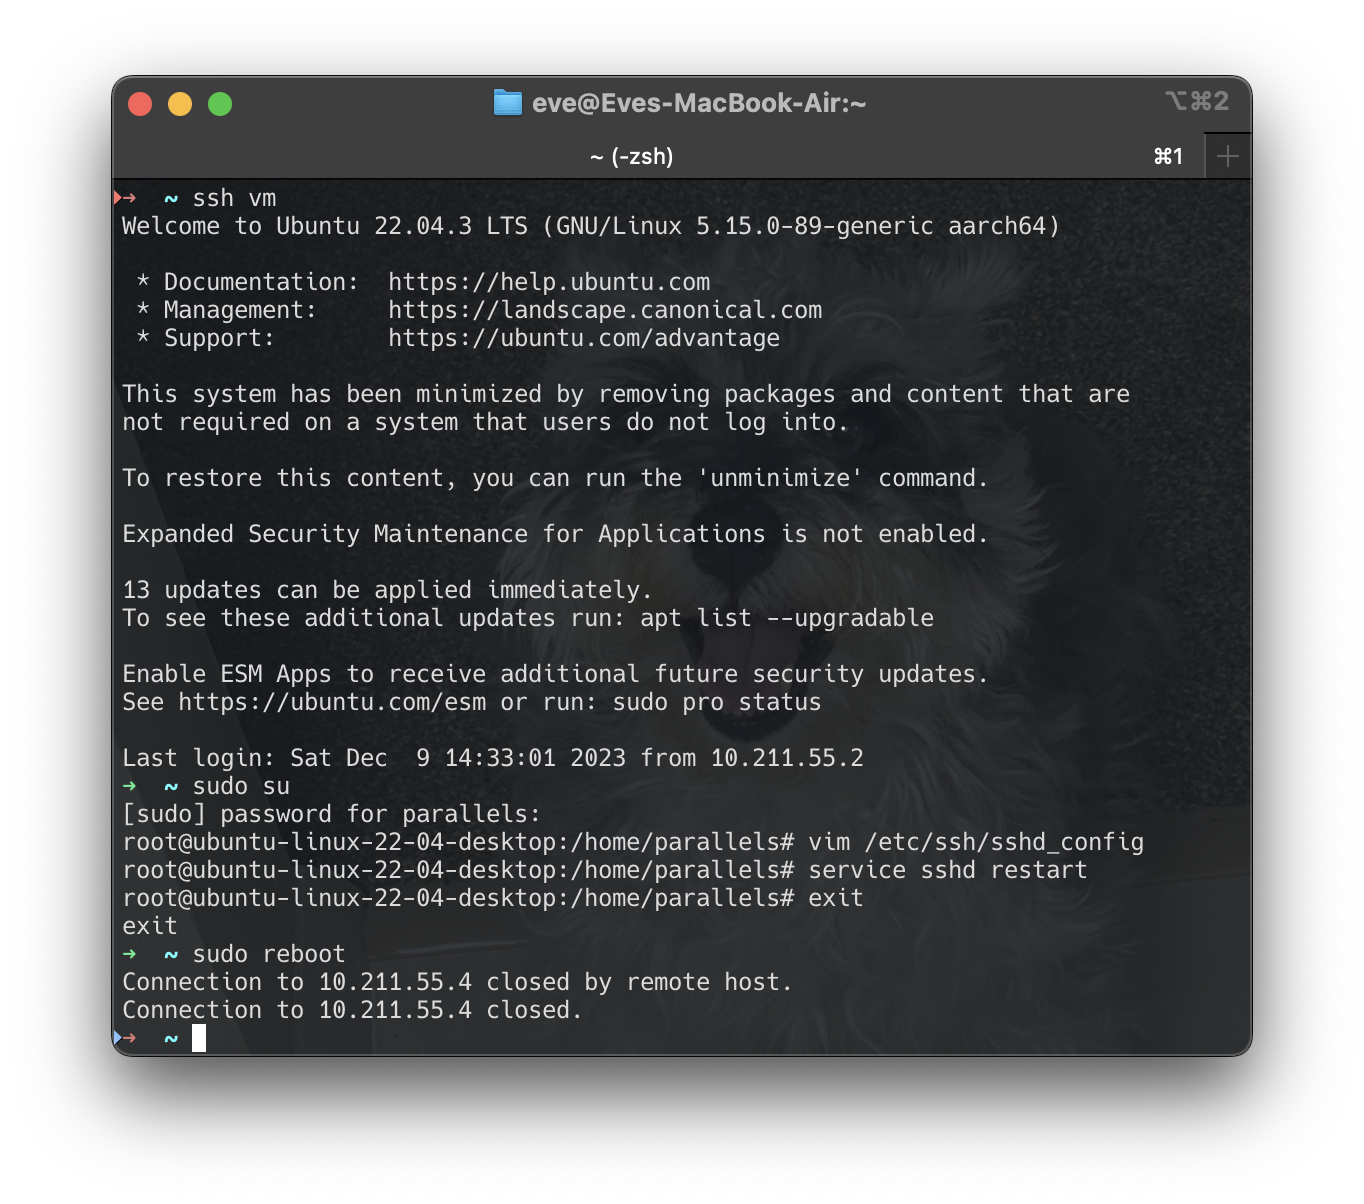 eve@Eves-MacBook-Air:~
⌥⌘2
~ (-zsh)
⌘1
→ ~ ssh vm
Welcome to Ubuntu 22.04.3 LTS (GNU/Linux 5.15.0-89-generic aarch64)
* Documentation: https://help.ubuntu.com
* Management: https://landscape.canonical.com
* Support: https://ubuntu.com/advantage
This system has been minimized by removing packages and content that are
not required on a system that users do not log into.
To restore this content, you can run the 'unminimize' command.
Expanded Security Maintenance for Applications is not enabled.
13 updates can be applied immediately.
To see these additional updates run: apt list --upgradable
Enable ESM Apps to receive additional future security updates.
See https://ubuntu.com/esm or run: sudo pro status
Last login: Sat Dec  9 14:33:01 2023 from 10.211.55.2
→ ~ sudo su
[sudo] password for parallels:
root@ubuntu-linux-22-04-desktop:/home/parallels# vim /etc/ssh/sshd_config
root@ubuntu-linux-22-04-desktop:/home/parallels# service sshd restart
root@ubuntu-linux-22-04-desktop:/home/parallels# exit
exit
→ ~ sudo reboot
Connection to 10.211.55.4 closed by remote host.
Connection to 10.211.55.4 closed.
→ ~